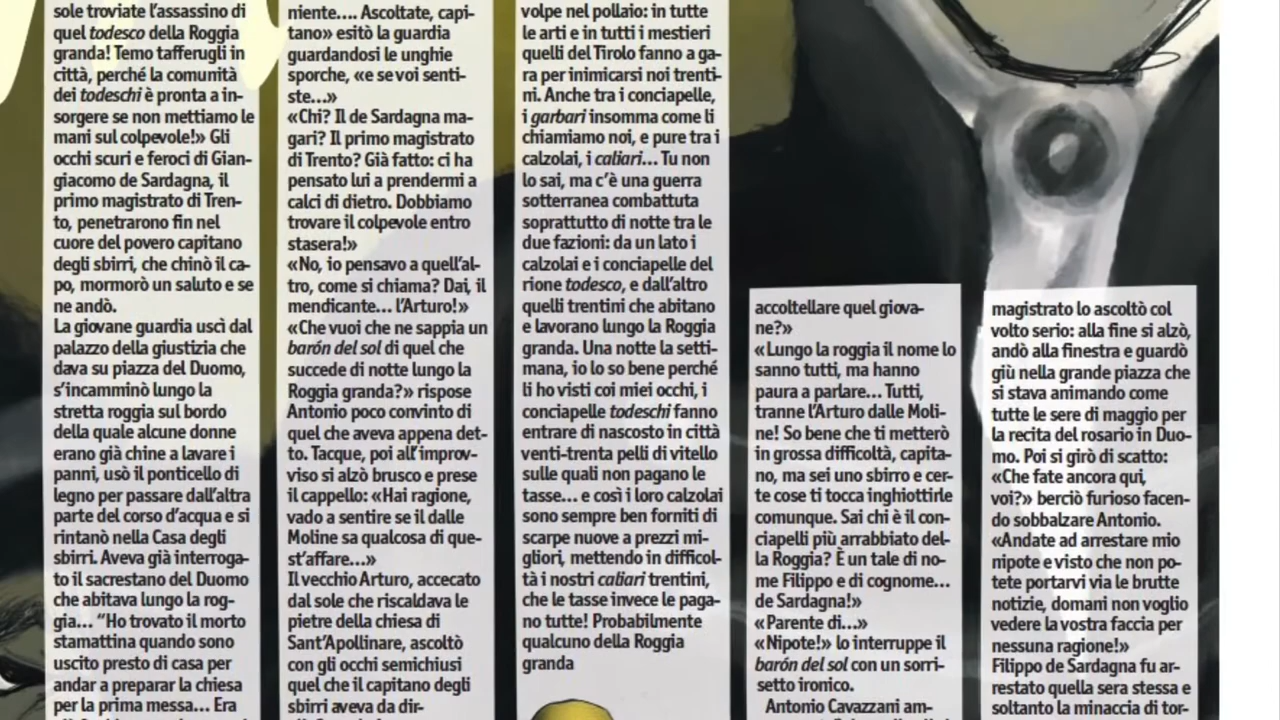 sole troviate l'assassino di
quel todesco della Roggia
granda! Temo tafferugli in
città, perché la comunità
dei todeschi è pronta a in-
sorgere se non mettiamo le
mani sul colpevole!» Gli
occhi scuri e feroci di Gian-
giacomo de Sardagna, il
primo magistrato di Tren-
to, penetrarono fin nel
cuore del povero capitano
degli sbirri, che chinò il ca-
po, mormorò un saluto e se
ne andò.
La giovane guardia uscì dal
palazzo della giustizia che
dava su piazza del Duomo,
s'incamminò lungo la
stretta roggia sul bordo
della quale alcune donne
erano già chine a lavare i
panni, usò il ponticello di
legno per passare dall'altra
parte del corso d'acqua e si
rintanò nella Casa degli
sbirri. Aveva già interroga-
to il sacrestano del Duomo
che abitava lungo la rog-
gia... "Ho trovato il morto
stamattina quando sono
uscito presto di casa per
andar a preparar la chiesa
per la prima messa... Era
niente.... Ascoltate, capi-
tano» esitò la guardia
guardandosi le unghie
sporche, «e se voi senti-
ste...»
«Chi? Il de Sardagna ma-
gari? Il primo magistrato
di Trento? Già fatto: ci ha
pensato lui a prendermi a
calci di dietro. Dobbiamo
trovare il colpevole entro
stasera!»
«No, io pensavo a quell'al-
tro, come si chiama? Dai, il
mendicante... l'Arturo!»
«Che vuoi che ne sappia un
barón del sol di quel che
succede di notte lungo la
Roggia granda?» rispose
Antonio poco convinto di
quel che aveva appena det-
to. Tacque, poi all'improv-
viso si alzò brusco e prese
il cappello: «Hai ragione,
vado a sentire se il dalle
Moline sa qualcosa di que-
st'affare...»
Il vecchio Arturo, accecato
dal sole che riscaldava le
pietre della chiesa di
Sant'Apollinare, ascoltò
con gli occhi semichiusi
quel che il capitano degli
sbirri aveva da dir-
volpe nel pollaio: in tutte
le arti e in tutti i mestieri
quelli del Tirolo fanno a ga-
ra per inimicarsi noi trenti-
ni. Anche tra i conciapelle,
i garbari insomma come li
chiamiamo noi, e pure tra i
calzolai, i caliari... Tu non
lo sai, ma c'è una guerra
sotterranea combattuta
soprattutto di notte tra le
due fazioni: da un lato i
calzolai e i conciapelle del
rione todesco, e dall'altro
quelli trentini che abitano
e lavorano lungo la Roggia
granda. Una notte la setti-
mana, io lo so bene perché
li ho visti coi miei occhi, i
conciapelle todeschi fanno
entrare di nascosto in città
venti-trenta pelli di vitello
sulle quali non pagano le
tasse... e così i loro calzolai
sono sempre ben forniti di
scarpe nuove a prezzi mi-
gliori, mettendo in difficol-
tà i nostri caliari trentini,
che le tasse invece le paga-
no tutte! Probabilmente
qualcuno della Roggia
granda
accoltellare quel giova-
ne?»
«Lungo la roggia il nome lo
sanno tutti, ma hanno
paura a parlare... Tutti,
tranne l'Arturo dalle Moli-
ne! So bene che ti metterò
in grossa difficoltà, capita-
no, ma sei uno sbirro e cer-
te cose ti tocca inghiottirle
comunque. Sai chi è il con-
ciapelli più arrabbiato del-
la Roggia? È un tale di no-
me Filippo e di cognome...
de Sardagna!»
«Parente di...»
«Nipote!» lo interruppe il
barón del sol con un sorri-
setto ironico.
Antonio Cavazzani am-
magistrato lo ascoltò col
volto serio: alla fine si alzò,
andò alla finestra e guardò
giù nella grande piazza che
si stava animando come
tutte le sere di maggio per
la recita del rosario in Duo-
mo. Poi si girò di scatto:
«Che fate ancora qui,
voi?» berciò furioso facen-
do sobbalzare Antonio.
«Andate ad arrestare mio
nipote e visto che non po-
tete portarvi via le brutte
notizie, domani non voglio
vedere la vostra faccia per
nessuna ragione!»
Filippo de Sardagna fu ar-
restato quella sera stessa e
soltanto la minaccia di tor-